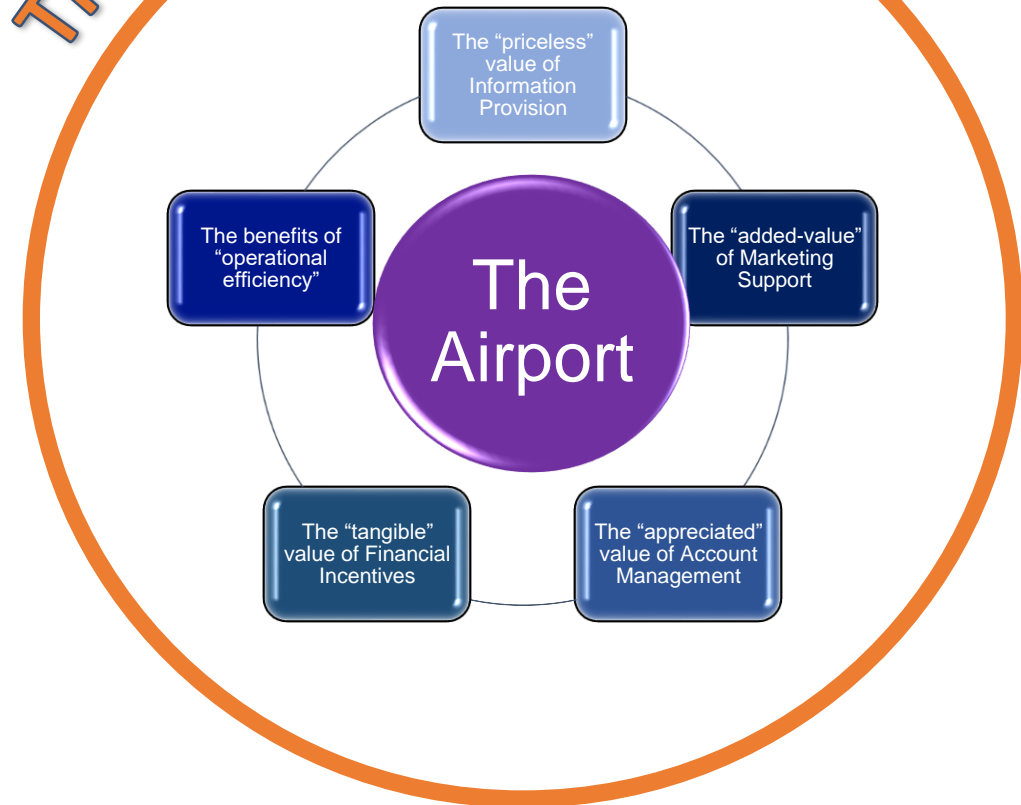 The “priceless”
value of
Information
Provision
The benefits of
“operational
efficiency”
The “added-value”
of Marketing
Support
The
Airport
The “tangible”
value of Financial
Incentives
The “appreciated”
value of Account
Management